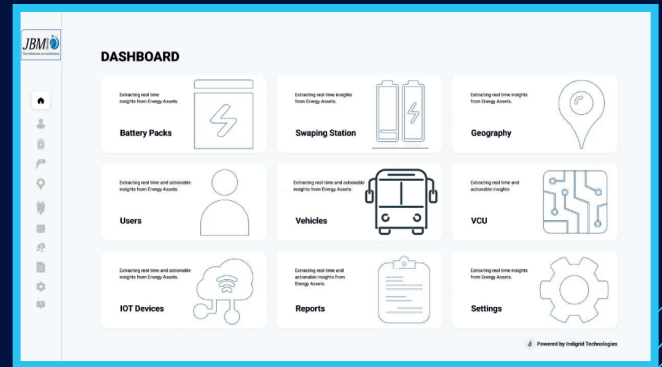 JBM
DASHBOARD
Extracting real time
insights from Energy Assets.
Battery Packs
Extracting real time insights
from Energy Assets.
Swaping Station
Extracting real time insights
from Energy Assets.
Geography
Extracting real time and actionable
insights from Energy Assets.
Users
Extracting real time and actionable
insights from Energy Assets.
Vehicles
Extracting real time and
actionable insights
VCU
Extracting real time and actionable
insights from Energy Assets.
IOT Devices
Extracting real time and
actionable insights from
Energy Assets.
Reports
Extracting real time insights
from Energy Assets.
Settings
Powered by Indigrid Technologies